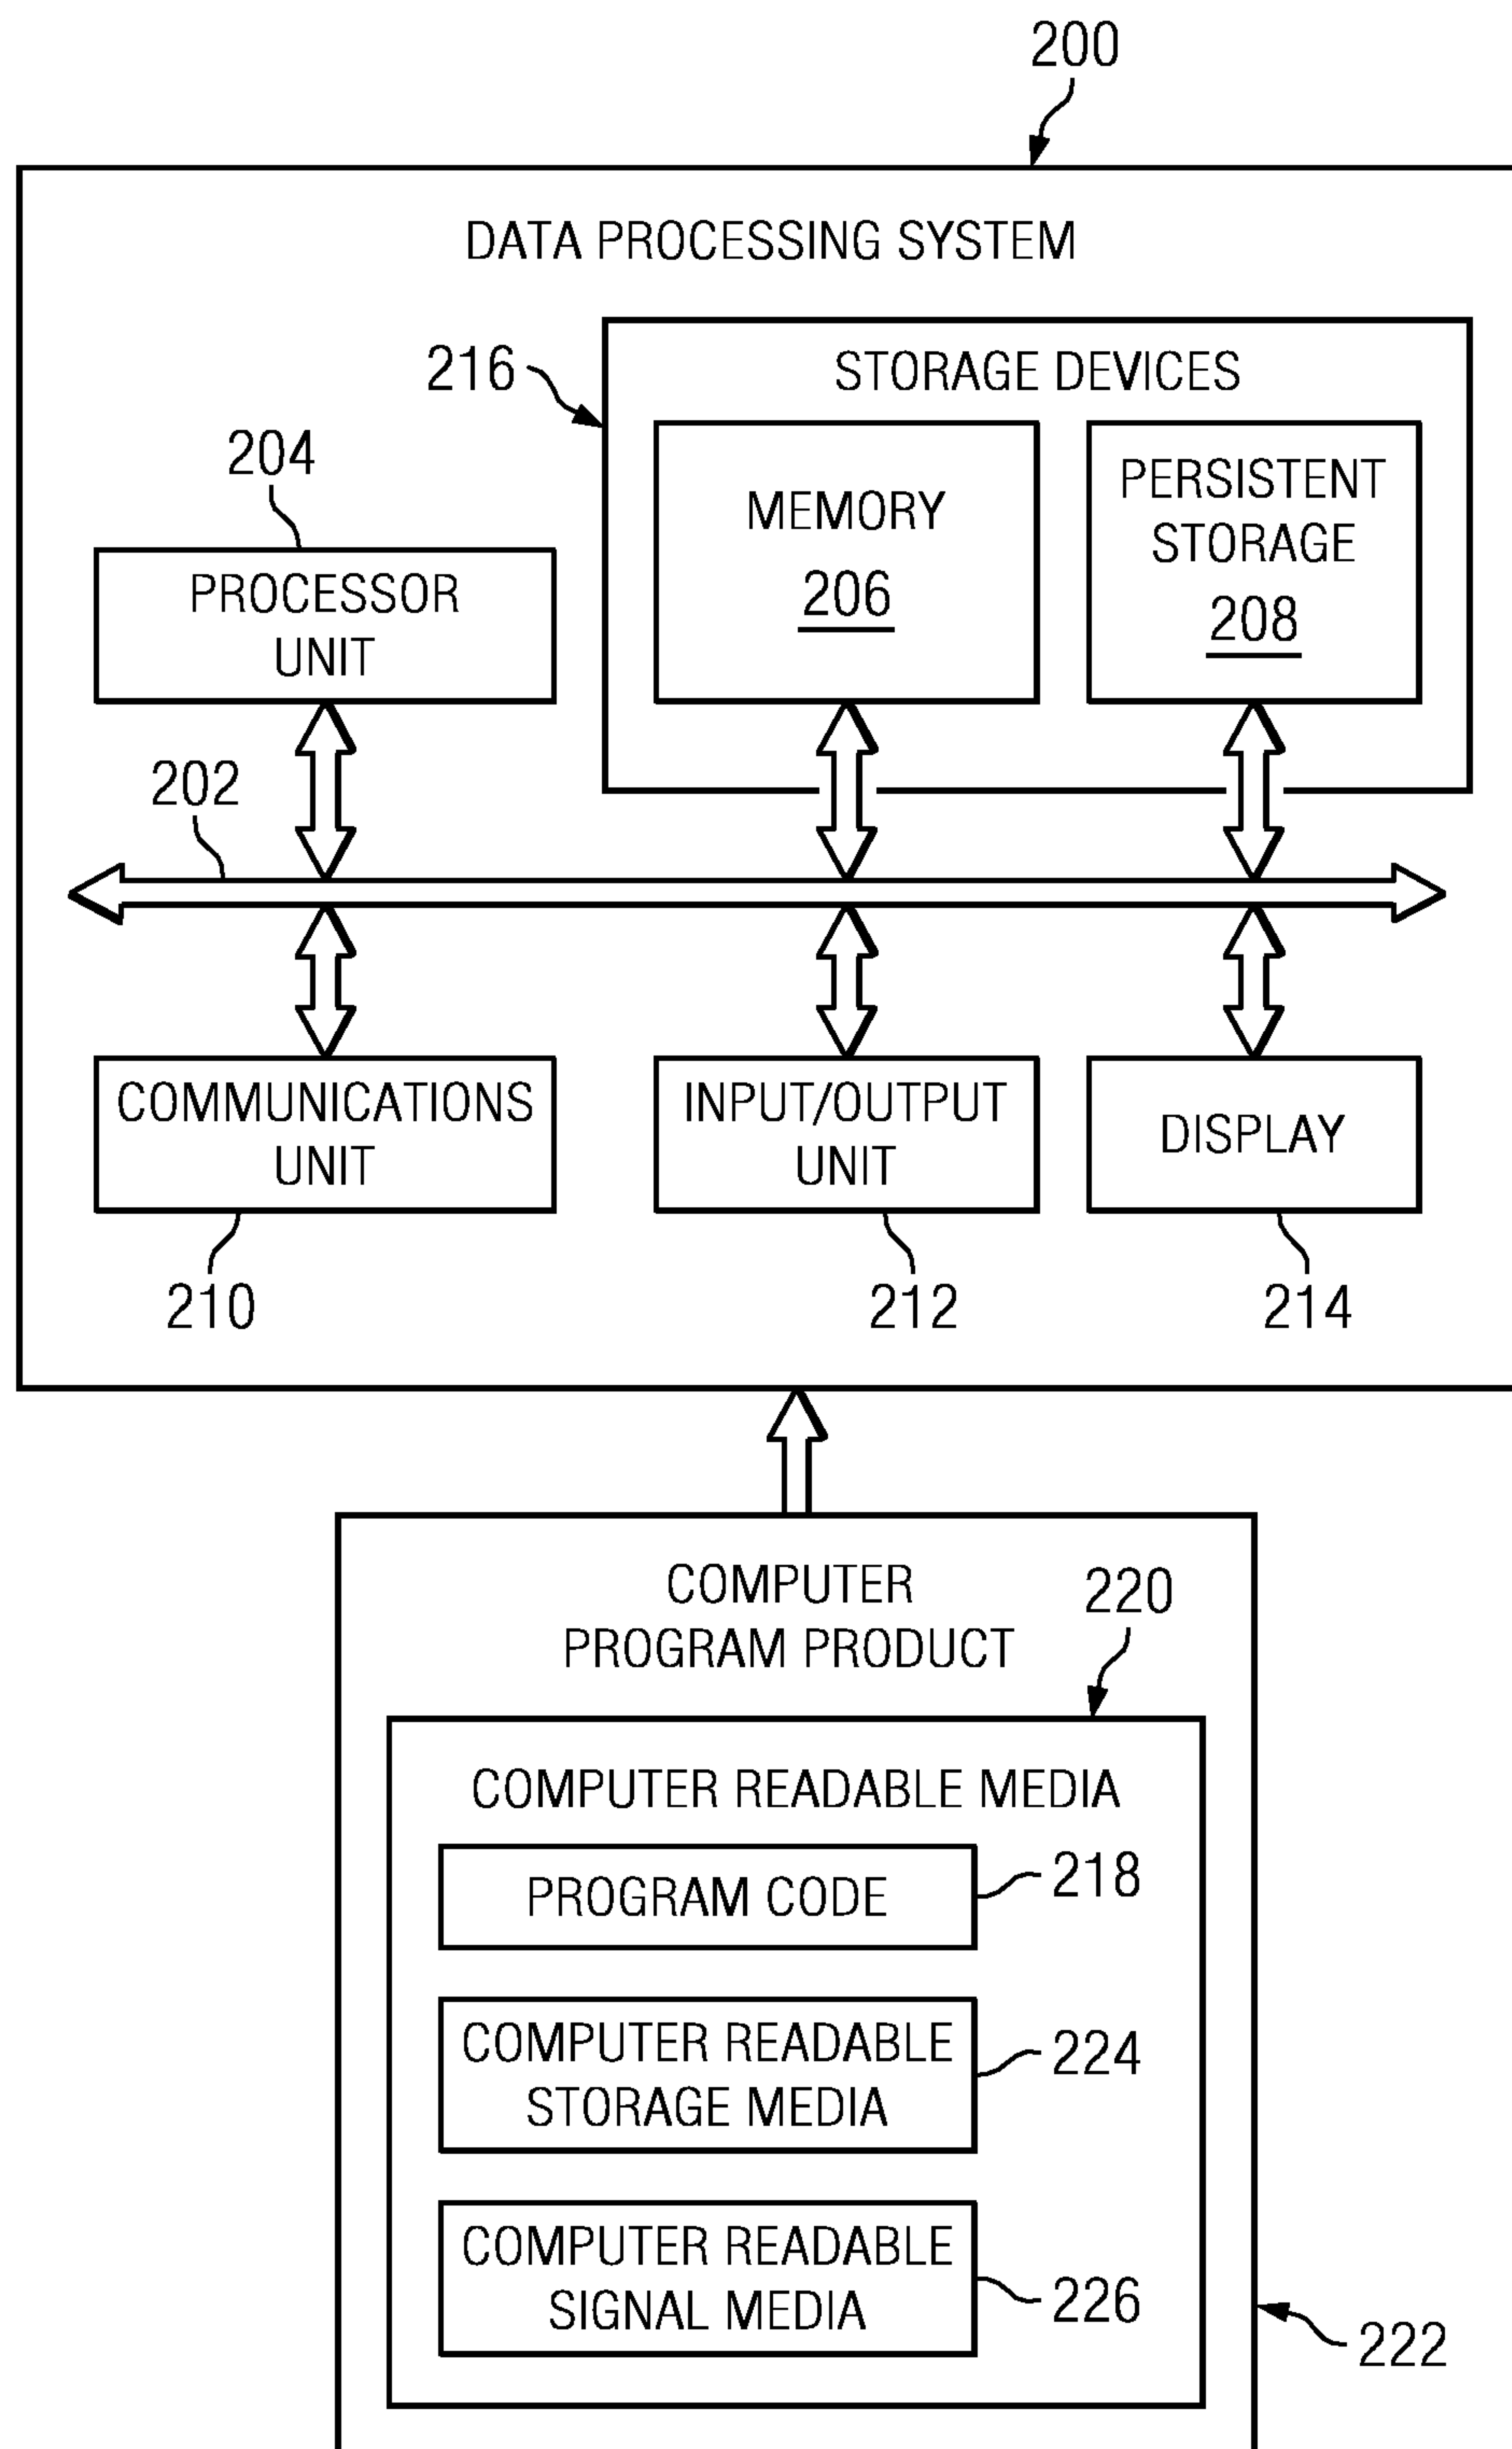 200
DATA PROCESSING SYSTEM
216
STORAGE DEVICES
204
MEMORY
206
PERSISTENT
STORAGE
208
PROCESSOR
UNIT
202
COMMUNICATIONS
UNIT
INPUT/OUTPUT
UNIT
DISPLAY
210
212
214
COMPUTER
PROGRAM PRODUCT
220
COMPUTER READABLE MEDIA
PROGRAM CODE
218
COMPUTER READABLE
STORAGE MEDIA
224
COMPUTER READABLE
SIGNAL MEDIA
226
222